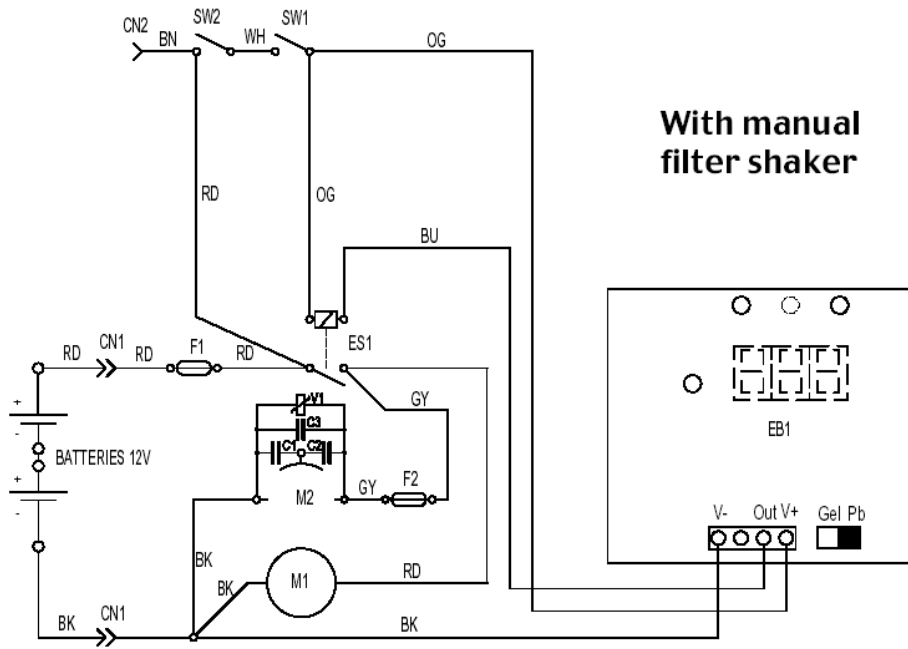 CN2
BN
SW2
WH
SW1
OG
With manual
filter shaker
RD
OG
BU
ES1
RD
CN1
RD
F1
RD
V1
GY
C3
C1
C2
+
-
BATTERIES 12V
+
-
M2
GY
F2
EB1
V-
Out
V+
Gel
Pb
BK
BK
M1
RD
BK
CN1
BK